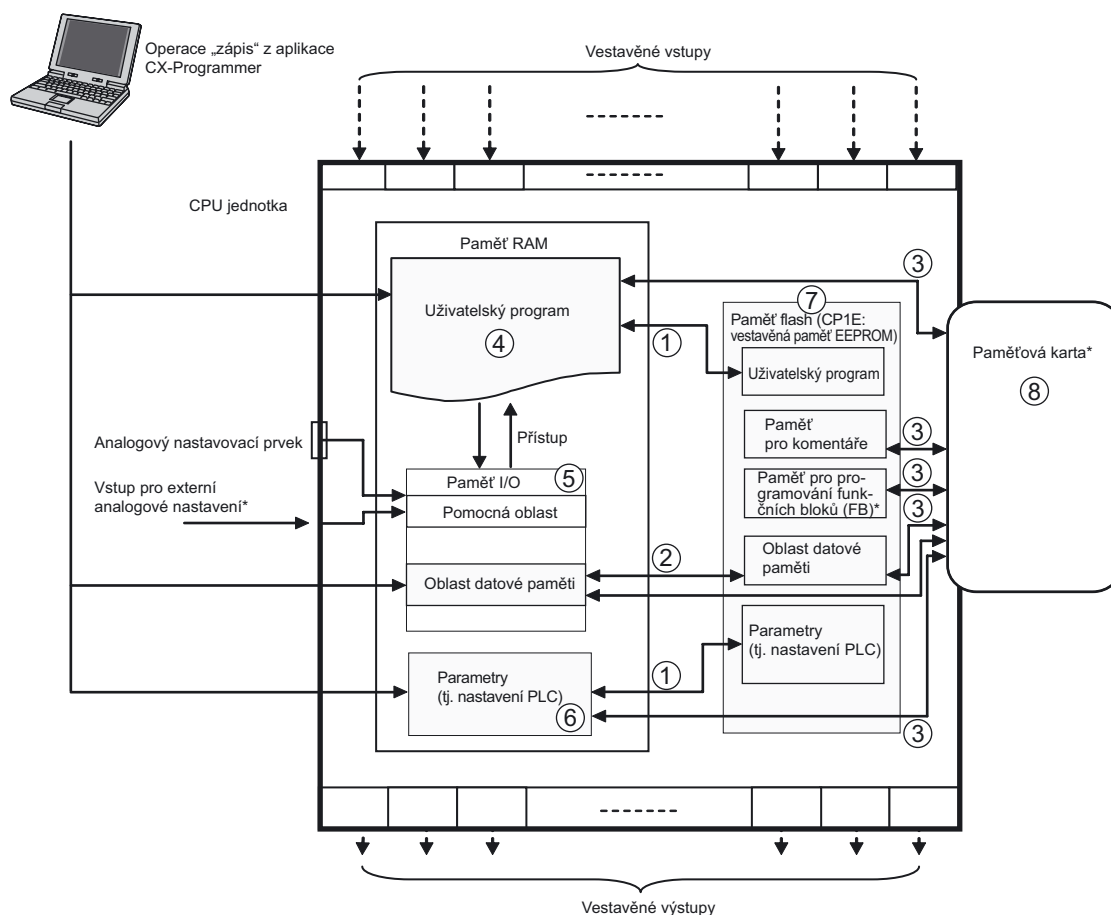 Operace „zápis“ z aplikace
CX-Programmer
Vestavěné vstupy
CPU jednotka
Paměť RAM
3
Uživatelský program
4
7
Paměť flash (CP1E:
vestavěná paměť EEPROM)
1
Uživatelský program
Paměťová karta*
8
Paměť
pro komentáře
3
Přístup
Analogový nastavovací prvek
Paměť I/O
5
Paměť pro pro-
gramování funk-
čních bloků (FB)*
3
Vstup pro externí
analogové nastavení*
Pomocná oblast
3
Oblast datové paměti
2
Oblast datové
paměti
Parametry
(tj. nastavení PLC)
1
Parametry
(tj. nastavení PLC)
6
3
Vestavěné výstupy